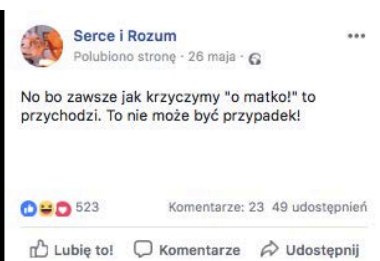 Serce i Rozum
Polubiono stronę · 26 maja ·
No bo zawsze jak krzyczymy "o matko!" to
przychodzi. To nie może być przypadek!
523 Komentarze: 23 49 udostępnień
Lubię to! Komentarze Udostępnij